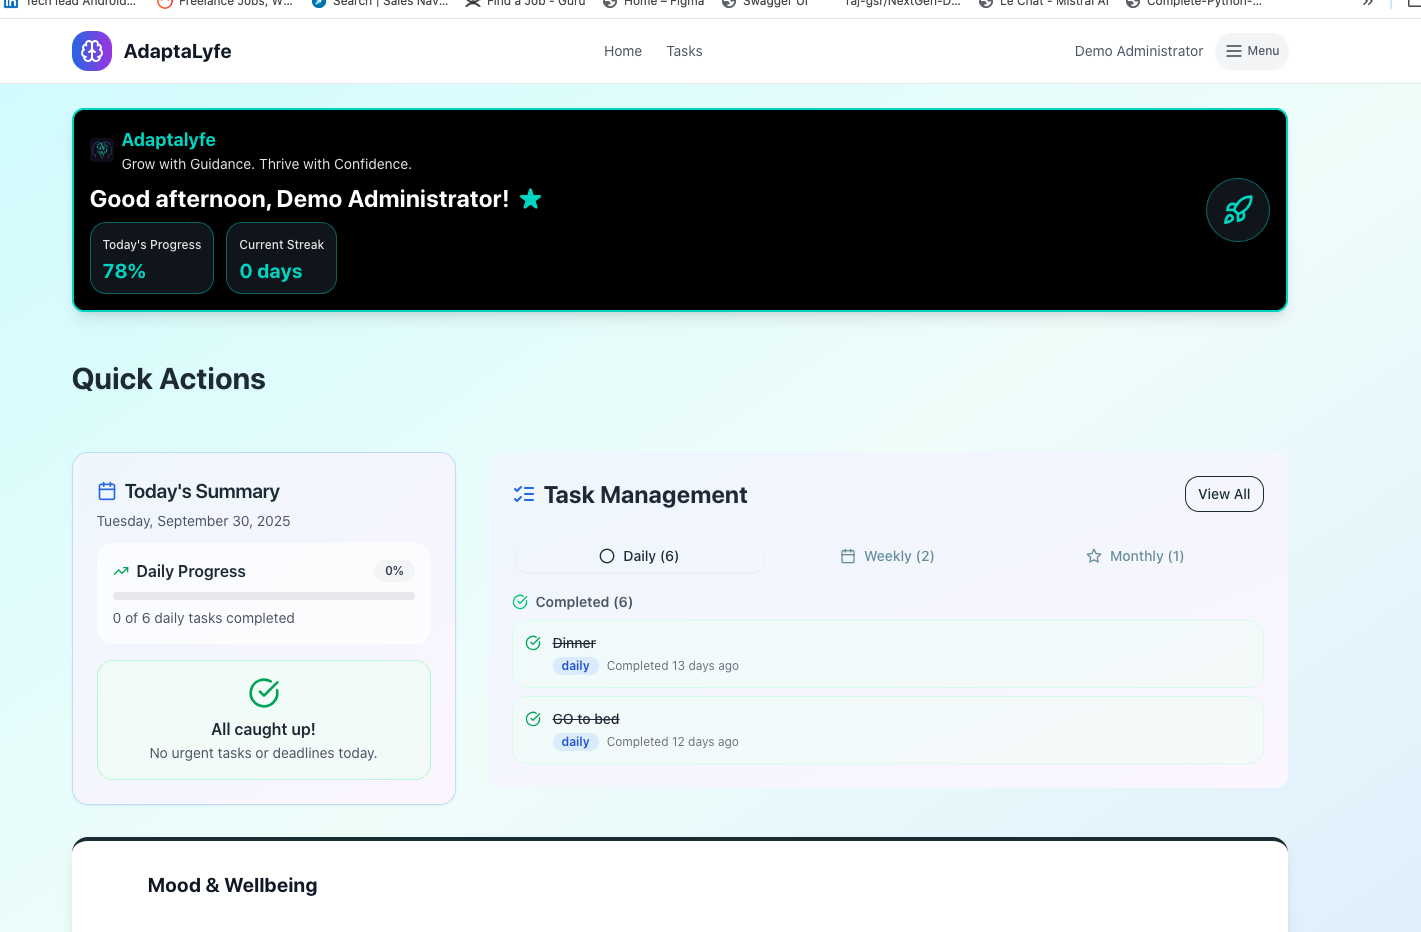 Tech lead Android...
Freelance Jobs, W...
Search | Sales Nav...
Find a Job - Guru
Home – Figma
Swagger UI
raj-gsr/NextGen-D...
Le Chat - Mistral AI
Complete-Python-...
AdaptaLyfe
Home
Tasks
Demo Administrator
Menu
Adaptalyfe
Grow with Guidance. Thrive with Confidence.
Good afternoon, Demo Administrator!
Today's Progress
78%
Current Streak
0 days
Quick Actions
Today's Summary
Tuesday, September 30, 2025
Daily Progress
0%
0 of 6 daily tasks completed
All caught up!
No urgent tasks or deadlines today.
Task Management
View All
Daily (6)
Weekly (2)
Monthly (1)
Completed (6)
Dinner
daily
Completed 13 days ago
GO to bed
daily
Completed 12 days ago
Mood & Wellbeing